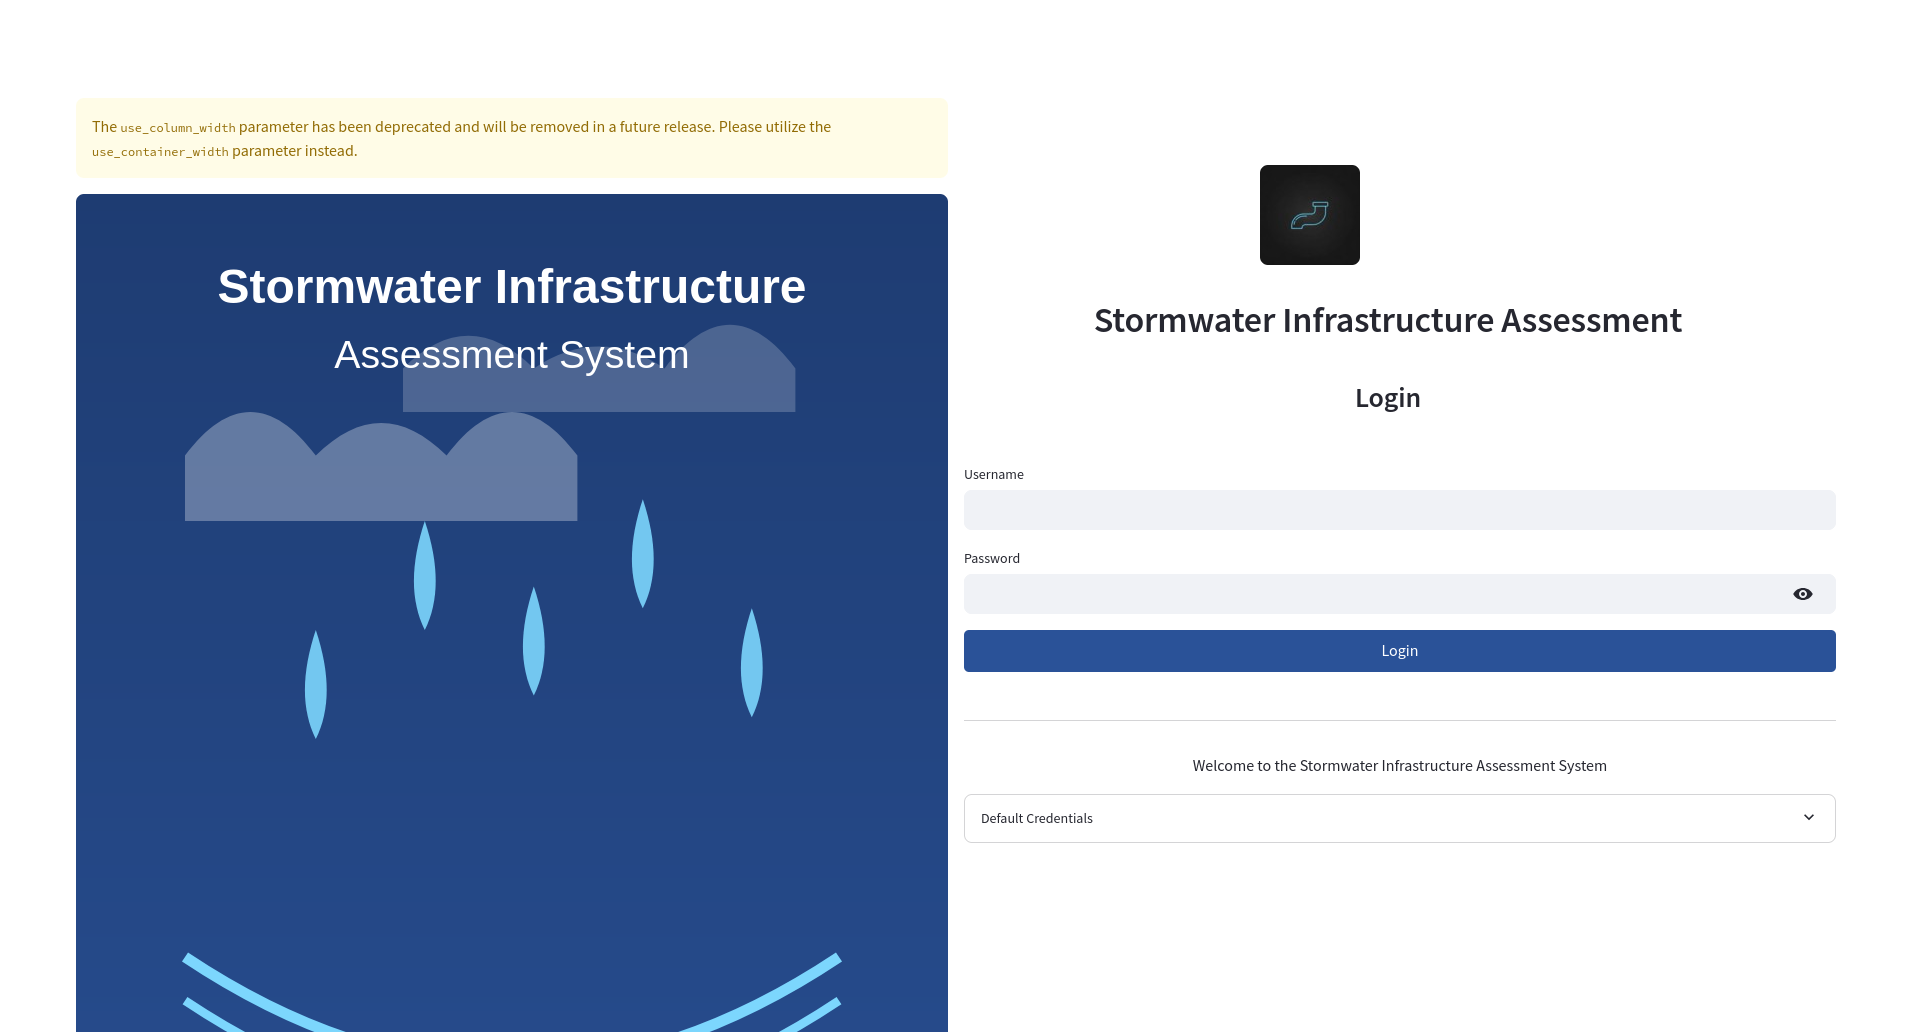 The use_column_width parameter has been deprecated and will be removed in a future release. Please utilize the
use_container_width parameter instead.
Stormwater Infrastructure
Assessment System
Stormwater Infrastructure Assessment
Login
Username
Password
Login
Welcome to the Stormwater Infrastructure Assessment System
Default Credentials